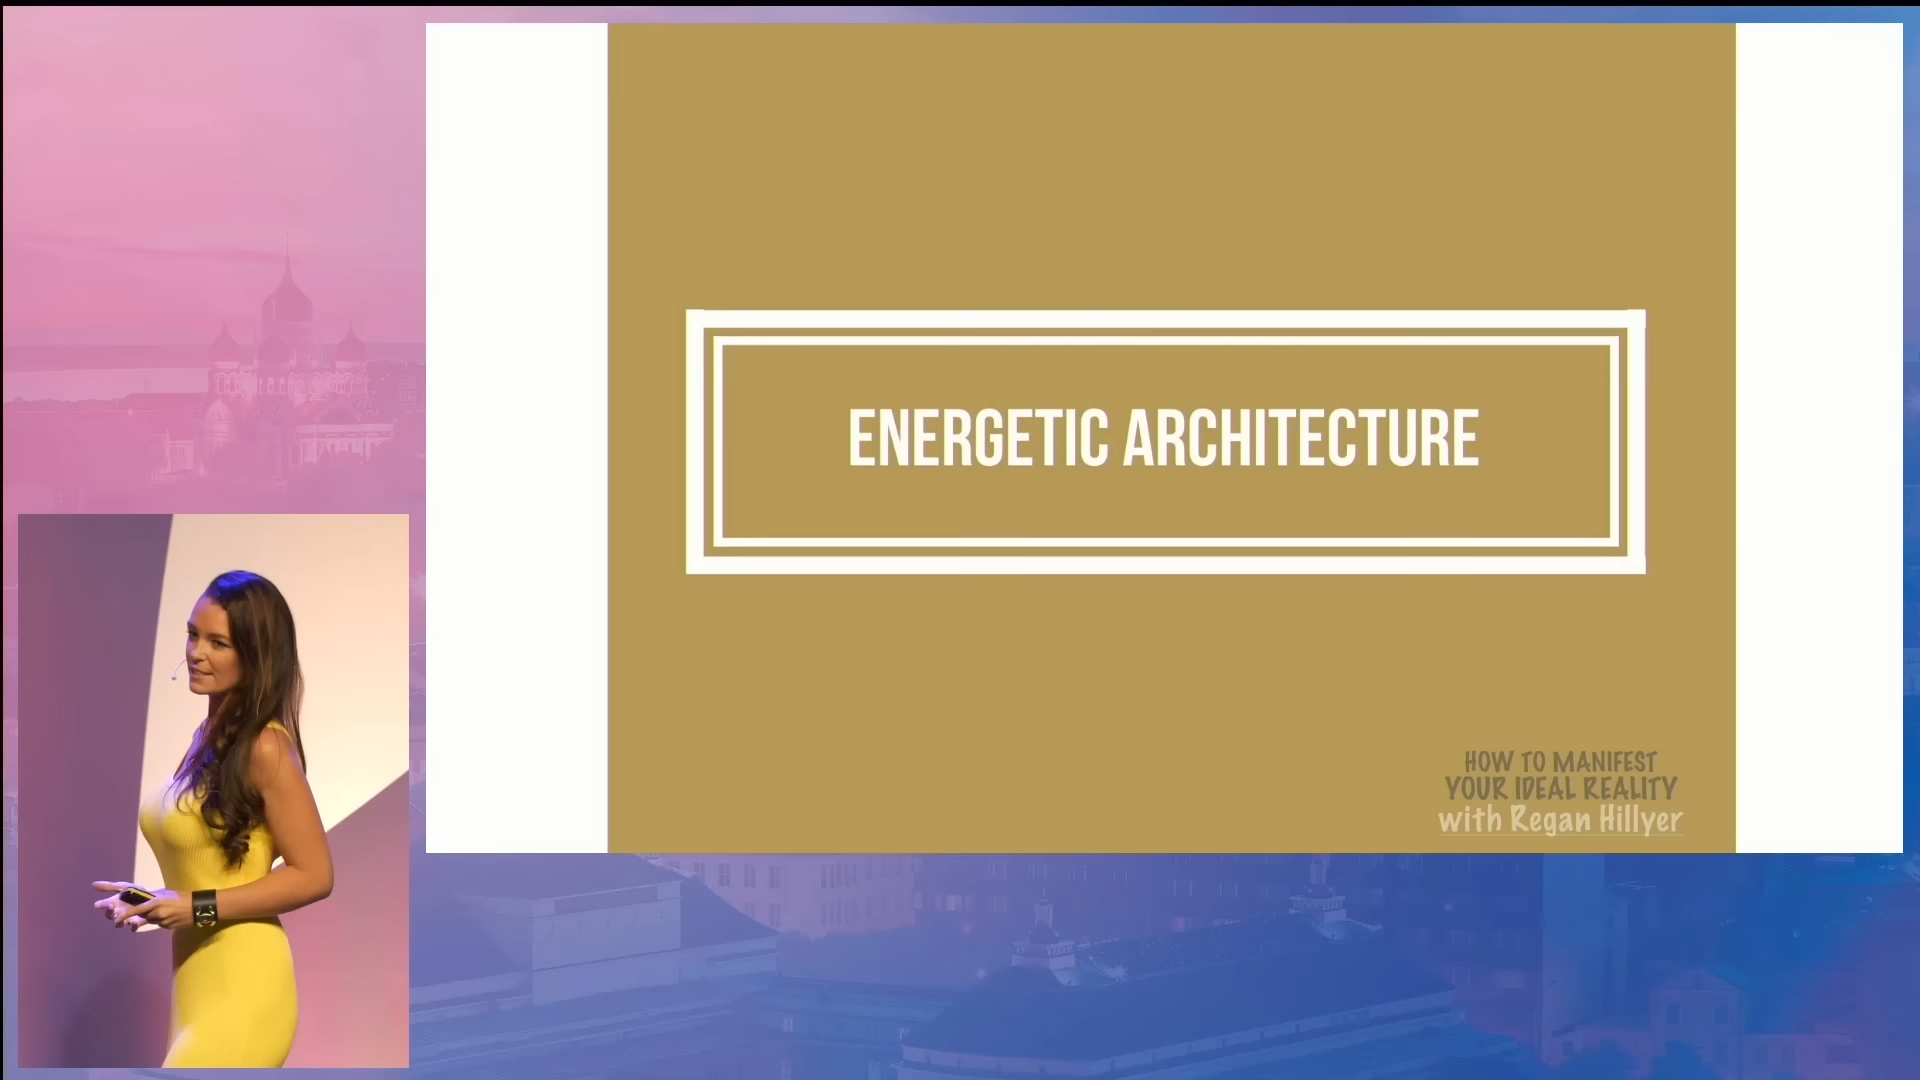 ENERGETIC ARCHITECTURE
HOW TO MANIFEST
YOUR IDEAL REALITY
with Regan Hillyer